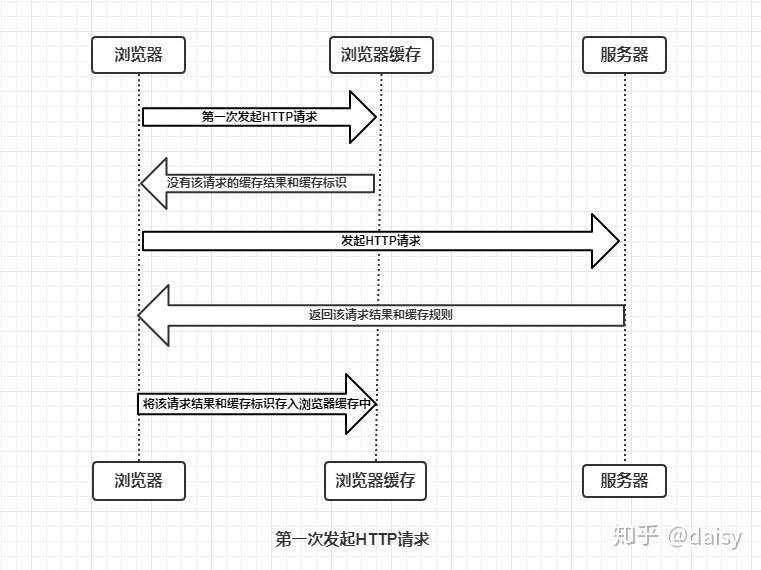 浏览器
浏览器缓存
服务器
第一次发起HTTP请求
没有该请求的缓存结果和缓存标识
发起HTTP请求
返回该请求结果和缓存规则
将该请求结果和缓存标识存入浏览器缓存中
浏览器
浏览器缓存
服务器
第一次发起HTTP请求
知乎 @daisy